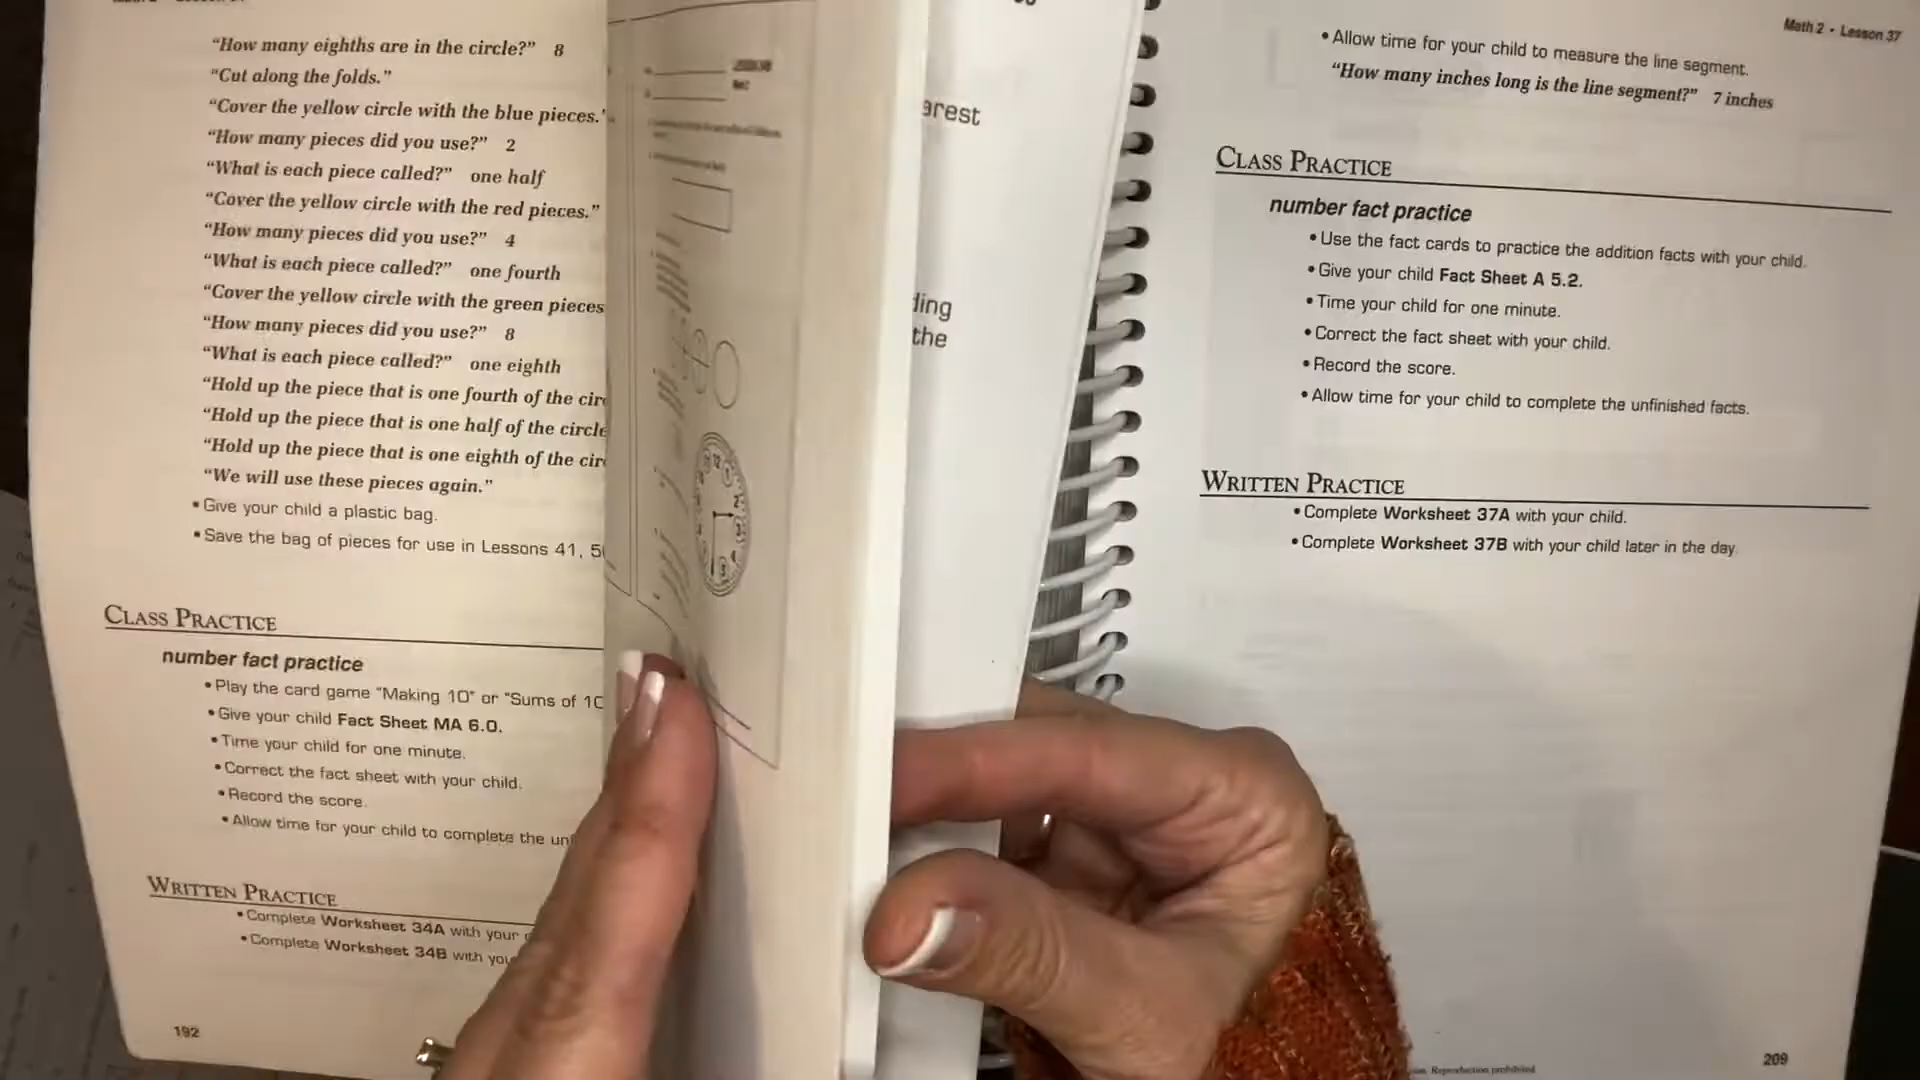 "How many eighths are in the circle?" 8
"Cut along the folds."
"Cover the yellow circle with the blue pieces."
"How many pieces did you use?" 2
"What is each piece called?" one half
"Cover the yellow circle with the red pieces."
"How many pieces did you use?" 4
"What is each piece called?" one fourth
"Cover the yellow circle with the green pieces
"How many pieces did you use?" 8
"What is each piece called?" one eighth
"Hold up the piece that is one fourth of the cir
"Hold up the piece that is one half of the circle
"Hold up the piece that is one eighth of the cir
"We will use these pieces again."
• Give your child a plastic bag.
• Save the bag of pieces for use in Lessons 41, 5
CLASS PRACTICE
number fact practice
• Play the card game "Making 10" or "Sums of 10
• Give your child Fact Sheet MA 6.0.
• Time your child for one minute.
• Correct the fact sheet with your child.
• Record the score.
• Allow time for your child to complete the unf
WRITTEN PRACTICE
• Complete Worksheet 34A with your
• Complete Worksheet 34B with you
192
12
1
2
3
4
arest
ling
the
Math 2 • Lesson 37
• Allow time for your child to measure the line segment.
"How many inches long is the line segment?" 7 inches
CLASS PRACTICE
number fact practice
• Use the fact cards to practice the addition facts with your child.
• Give your child Fact Sheet A 5.2.
• Time your child for one minute.
• Correct the fact sheet with your child.
• Record the score.
• Allow time for your child to complete the unfinished facts.
WRITTEN PRACTICE
• Complete Worksheet 37A with your child.
• Complete Worksheet 37B with your child later in the day.
Reproduction prohibited
209